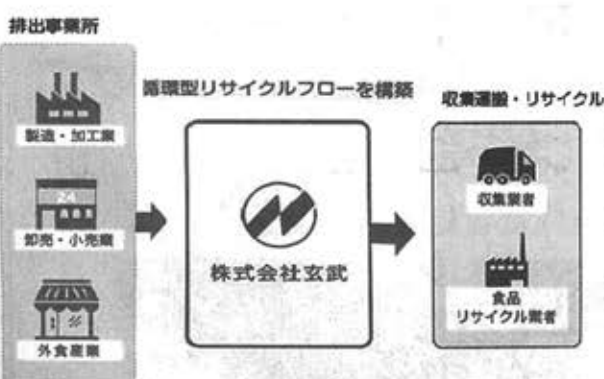 排出事業所
製造・加工業
卸売・小売業
外食産業
循環型リサイクルフローを構築
株式会社玄武
収集運搬・リサイクル
収集業者
食品
リサイクル業者